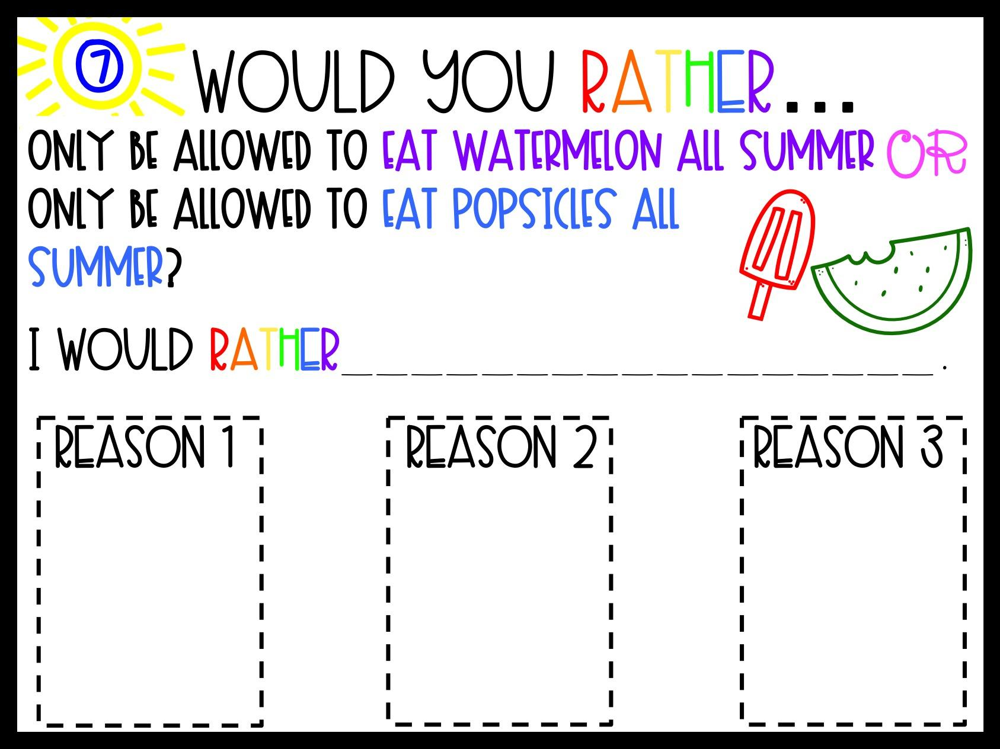 7 WOULD YOU RATHER...
ONLY BE ALLOWED TO EAT WATERMELON ALL SUMMER OR
ONLY BE ALLOWED TO EAT POPSICLES ALL
SUMMER?
I WOULD RATHER_________________.
REASON 1 REASON 2 REASON 3